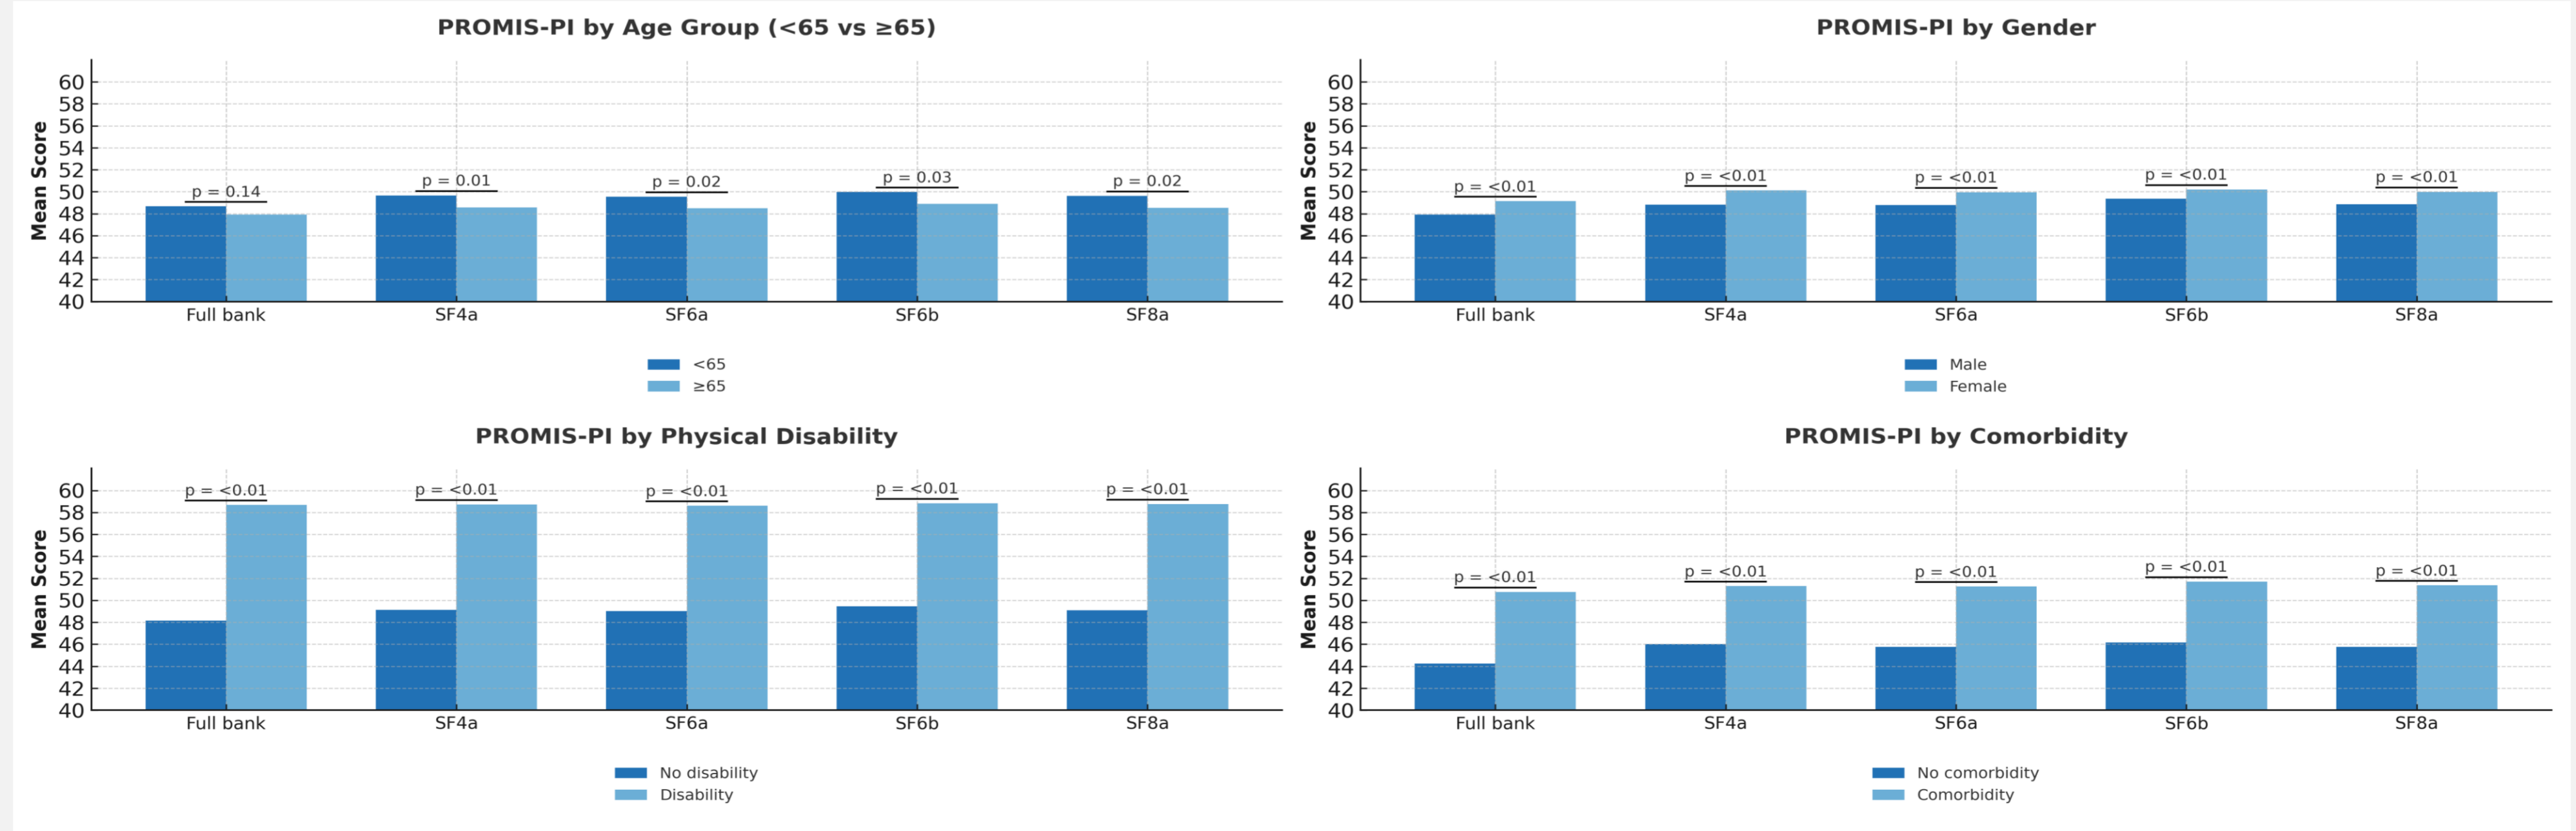 PROMIS-PI by Age Group (<65 vs ≥65)
Mean Score
60
58
56
54
52
50
48
46
44
42
40
p = 0.14
p = 0.01
p = 0.02
p = 0.03
p = 0.02
Full bank
SF4a
SF6a
SF6b
SF8a
<65
≥65
PROMIS-PI by Gender
Mean Score
60
58
56
54
52
50
48
46
44
42
40
p = <0.01
p = <0.01
p = <0.01
p = <0.01
p = <0.01
Full bank
SF4a
SF6a
SF6b
SF8a
Male
Female
PROMIS-PI by Physical Disability
Mean Score
60
58
56
54
52
50
48
46
44
42
40
p = <0.01
p = <0.01
p = <0.01
p = <0.01
p = <0.01
Full bank
SF4a
SF6a
SF6b
SF8a
No disability
Disability
PROMIS-PI by Comorbidity
Mean Score
60
58
56
54
52
50
48
46
44
42
40
p = <0.01
p = <0.01
p = <0.01
p = <0.01
p = <0.01
Full bank
SF4a
SF6a
SF6b
SF8a
No comorbidity
Comorbidity